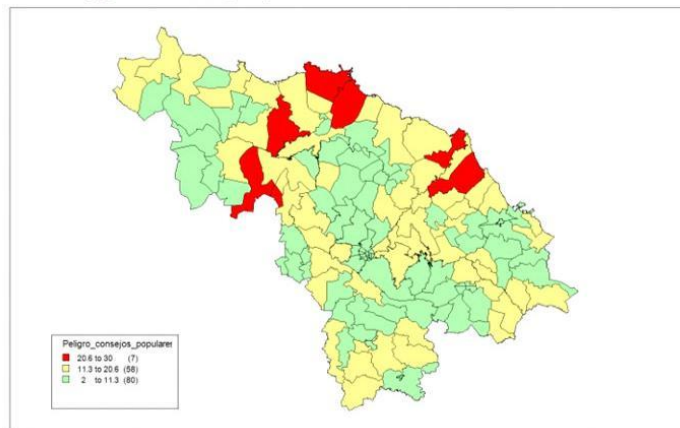 Peligro_consejos_populares
20.6 to 30 (7)
11.3 to 20.6 (58)
2 to 11.3 (80)